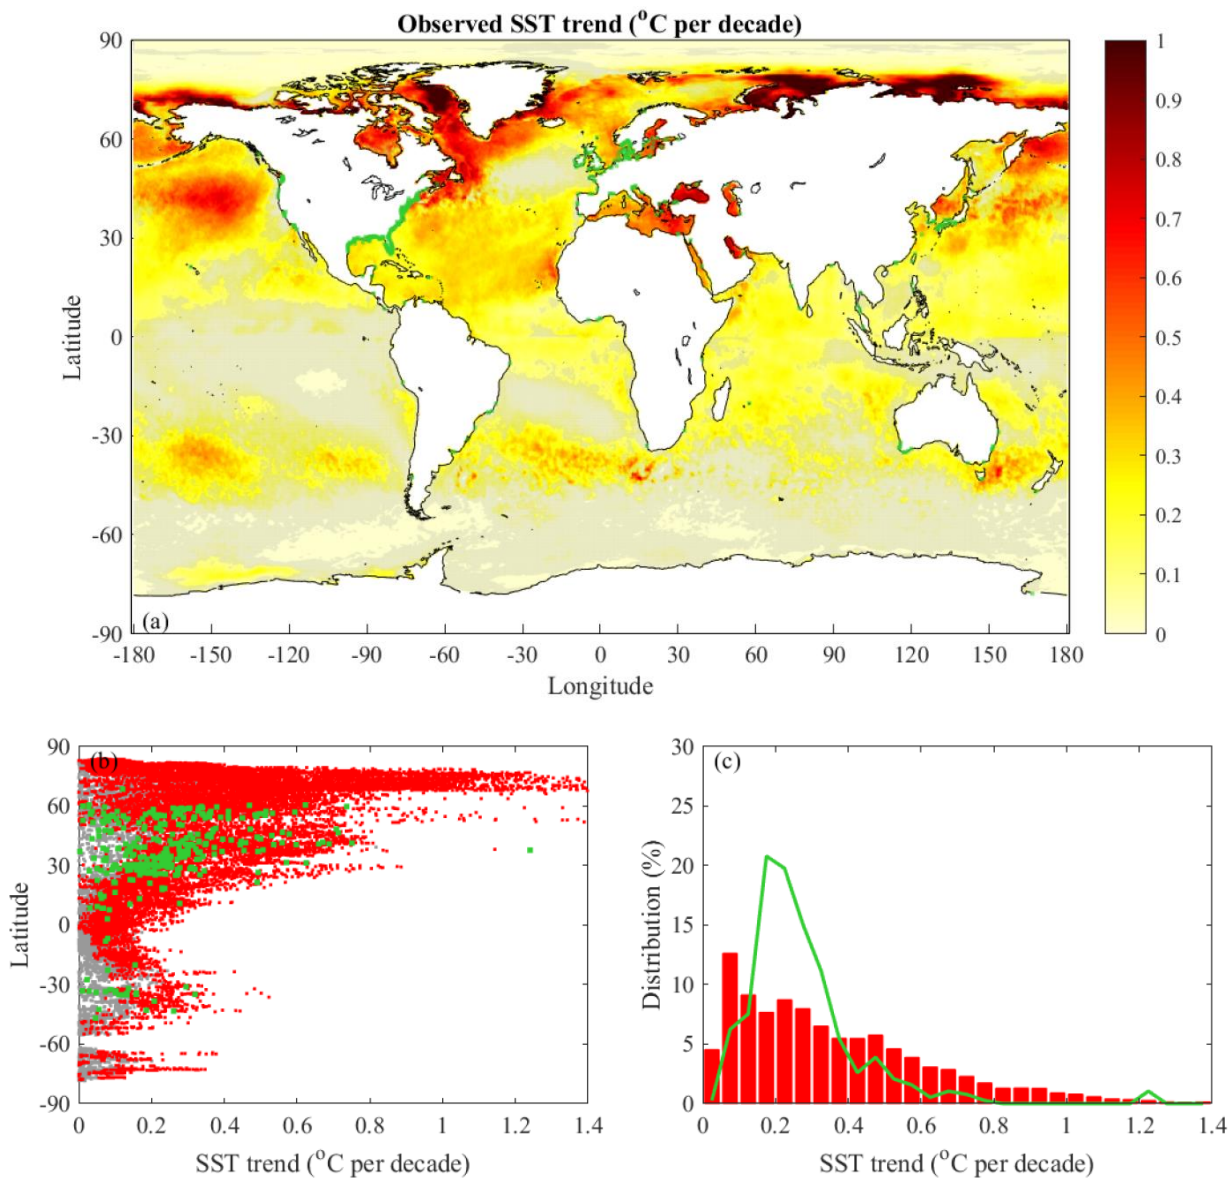 Observed SST trend (°C per decade)
90
60
30
0
-30
-60
-90
Latitude
(a)
-180 -150 -120 -90 -60 -30 0 30 60 90 120 150 180
Longitude
1
0.9
0.8
0.7
0.6
0.5
0.4
0.3
0.2
0.1
0
(b)
90
60
30
0
-30
-60
-90
Latitude
0 0.2 0.4 0.6 0.8 1 1.2 1.4
SST trend (°C per decade)
(c)
30
25
20
15
10
5
0
Distribution (%)
0 0.2 0.4 0.6 0.8 1 1.2 1.4
SST trend (°C per decade)